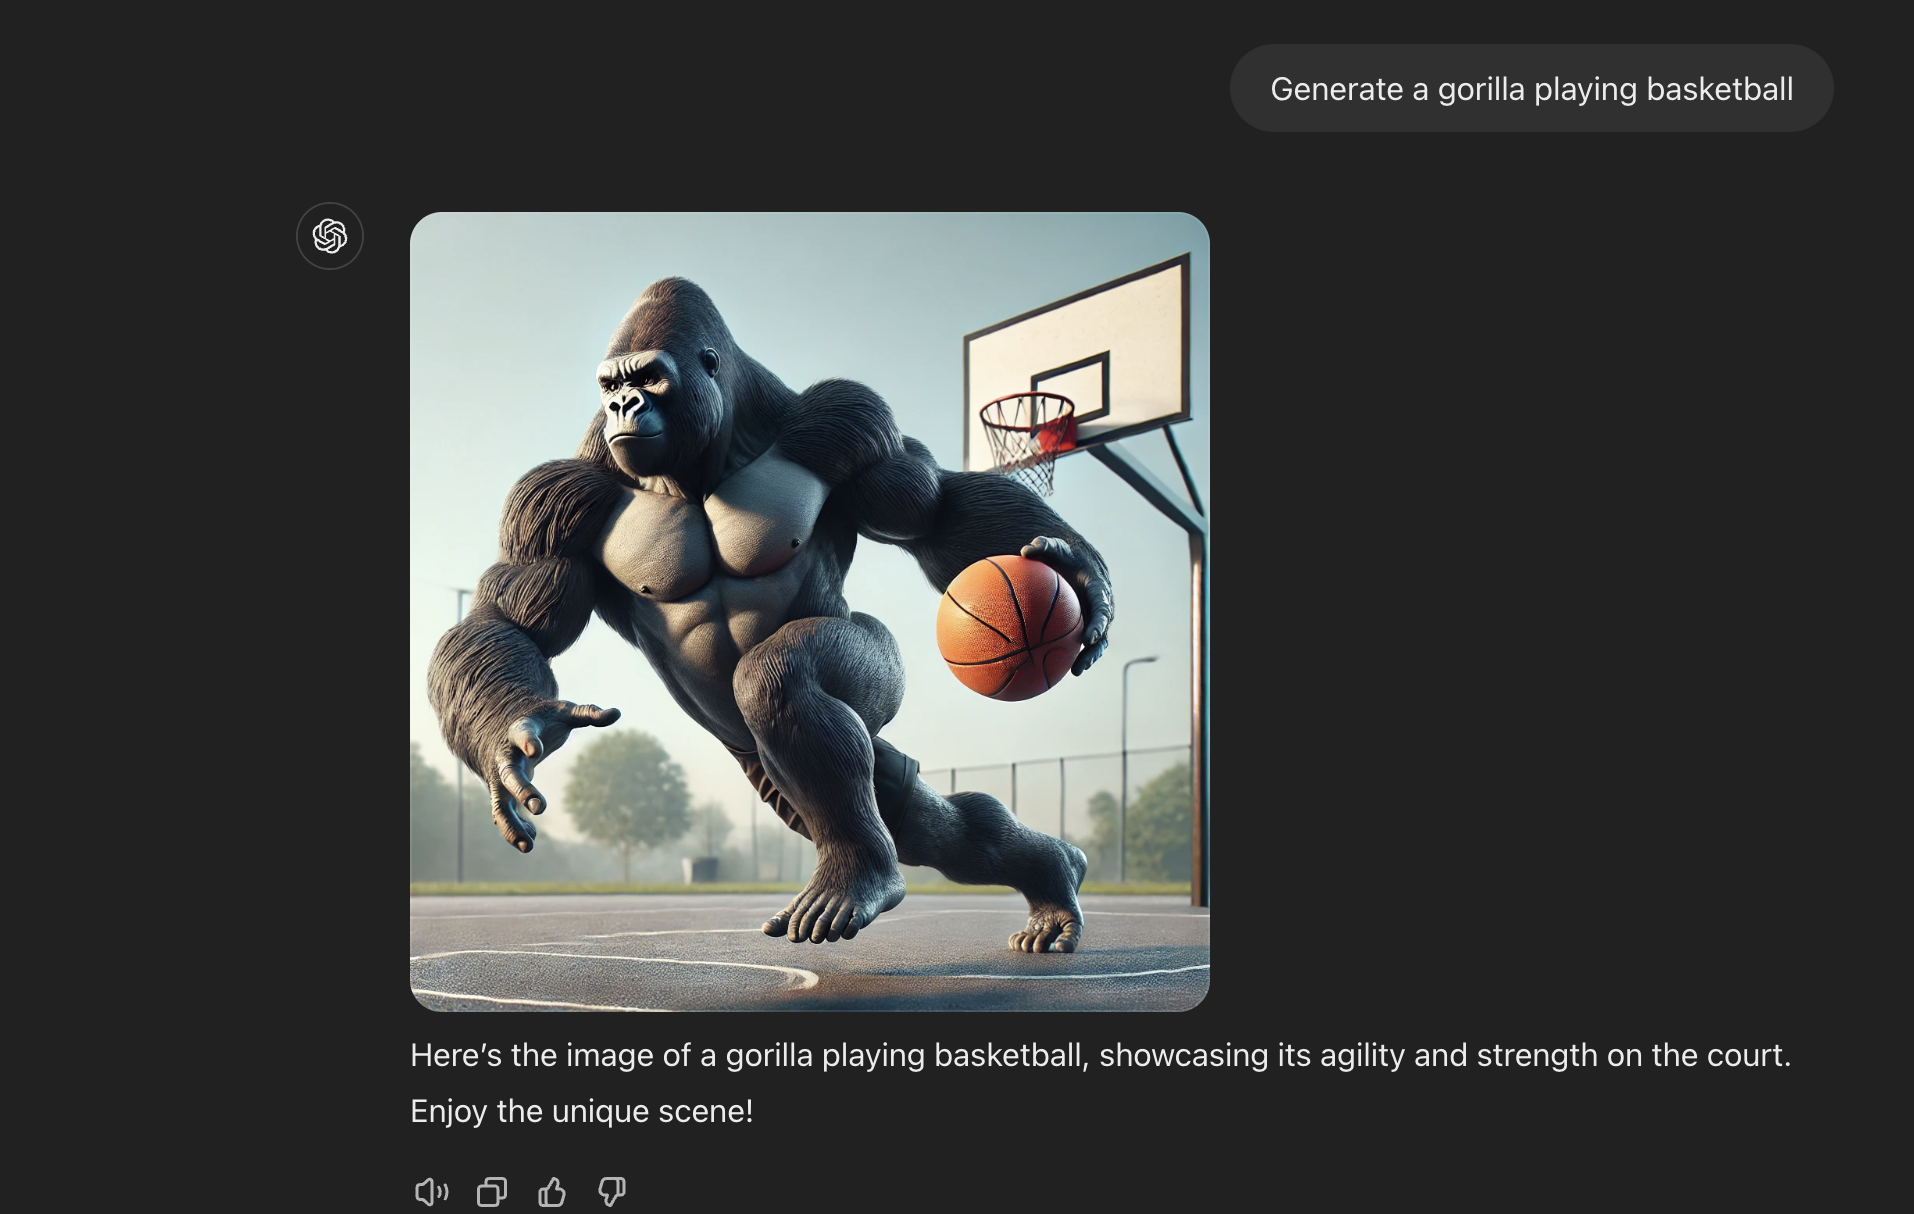 Generate a gorilla playing basketball
Here’s the image of a gorilla playing basketball, showcasing its agility and strength on the court.
Enjoy the unique scene!